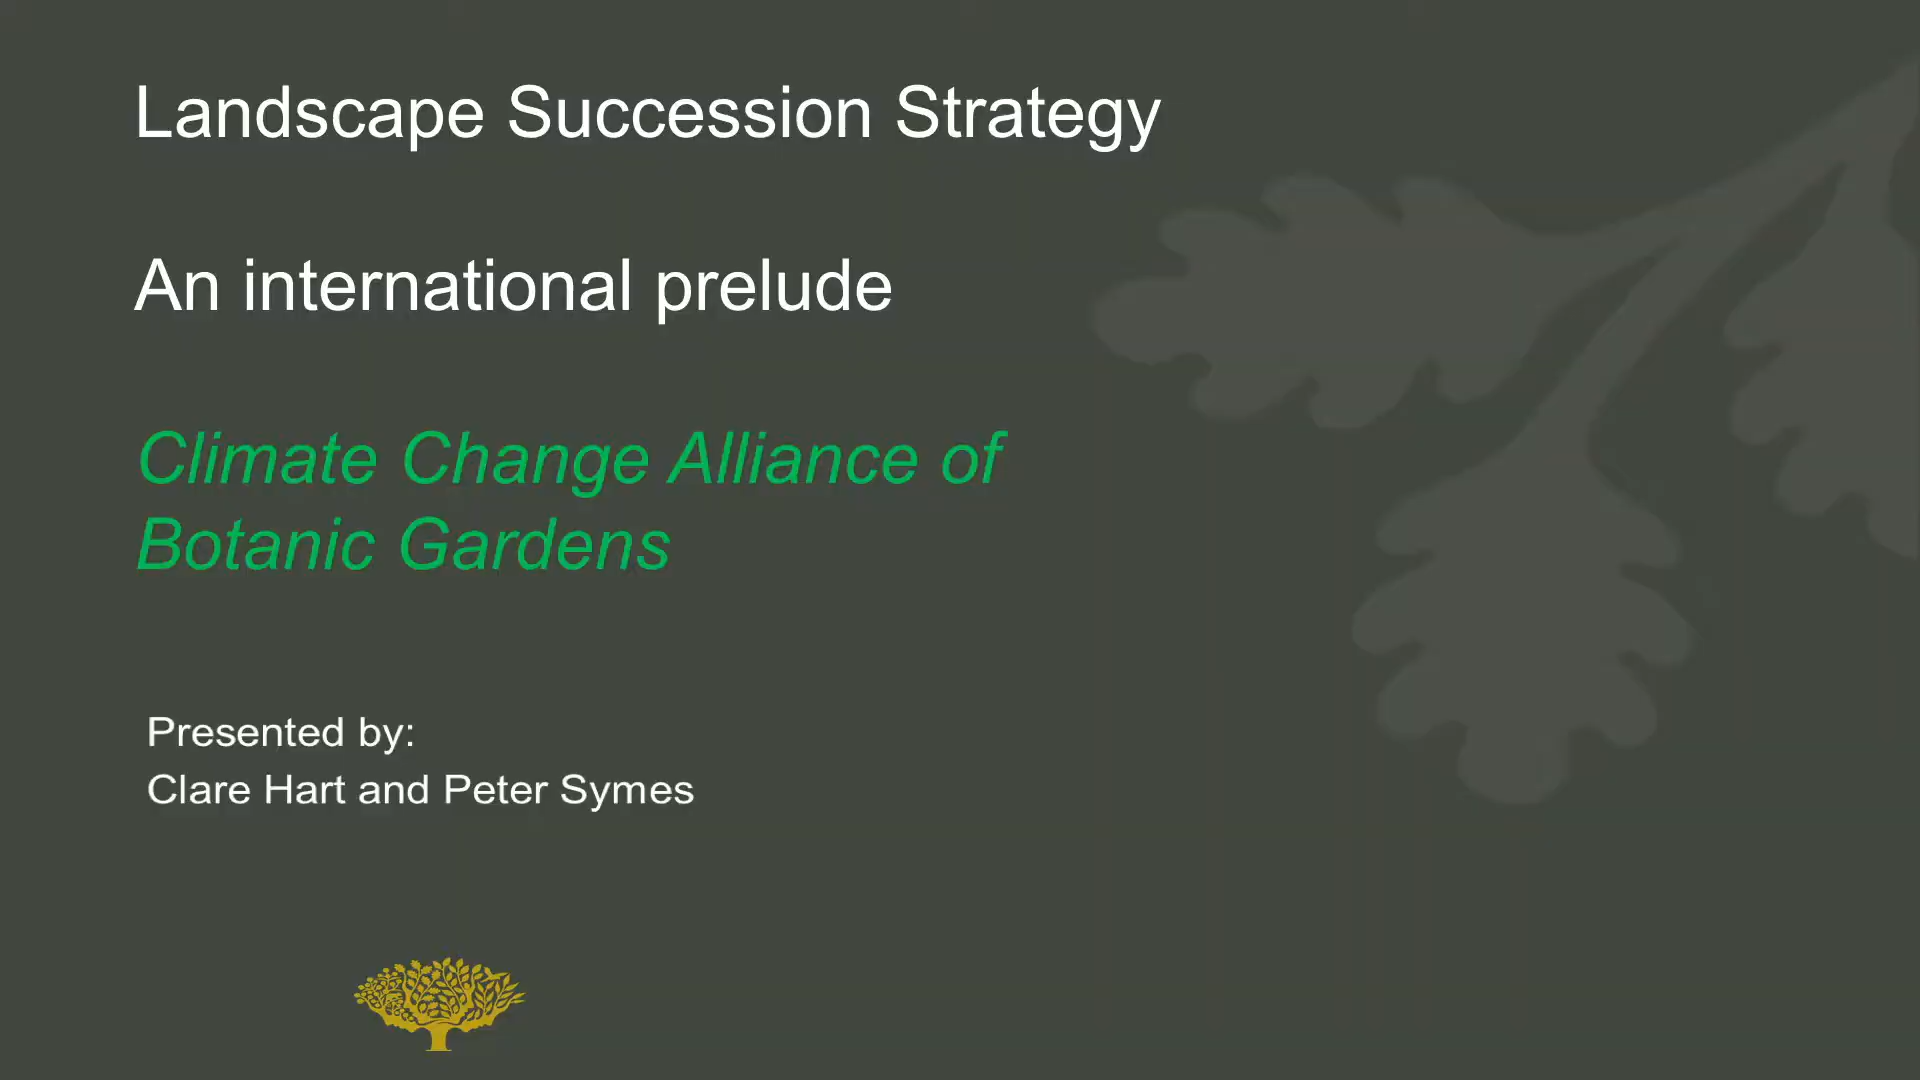 Landscape Succession Strategy
An international prelude
Climate Change Alliance of
Botanic Gardens
Presented by:
Clare Hart and Peter Symes